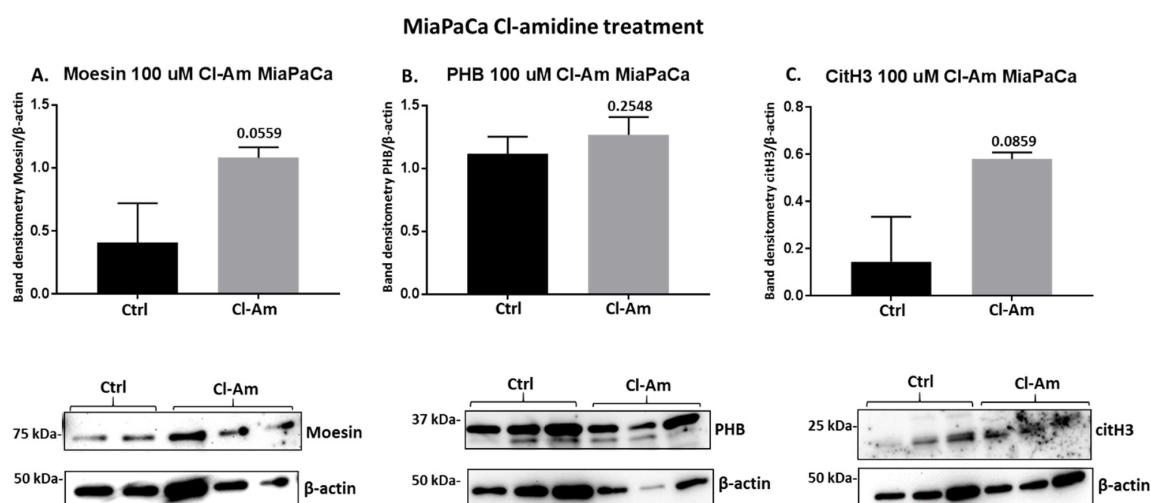 MiaPaCa Cl-amidine treatment
A. Moesin 100 uM Cl-Am MiaPaCa
Band densitometry Moesin/β-actin
1.5
1.0
0.5
0.0
0.0559
Ctrl Cl-Am
B. PHB 100 uM Cl-Am MiaPaCa
Band densitometry PHB/β-actin
1.5
1.0
0.5
0.0
0.2548
Ctrl Cl-Am
C. CitH3 100 uM Cl-Am MiaPaCa
Band densitometry citH3/β-actin
0.8
0.6
0.4
0.2
0.0
0.0859
Ctrl Cl-Am
Ctrl Cl-Am
75 kDa- Moesin
50 kDa- β-actin
Ctrl Cl-Am
37 kDa- PHB
50 kDa- β-actin
Ctrl Cl-Am
25 kDa- citH3
50 kDa- β-actin